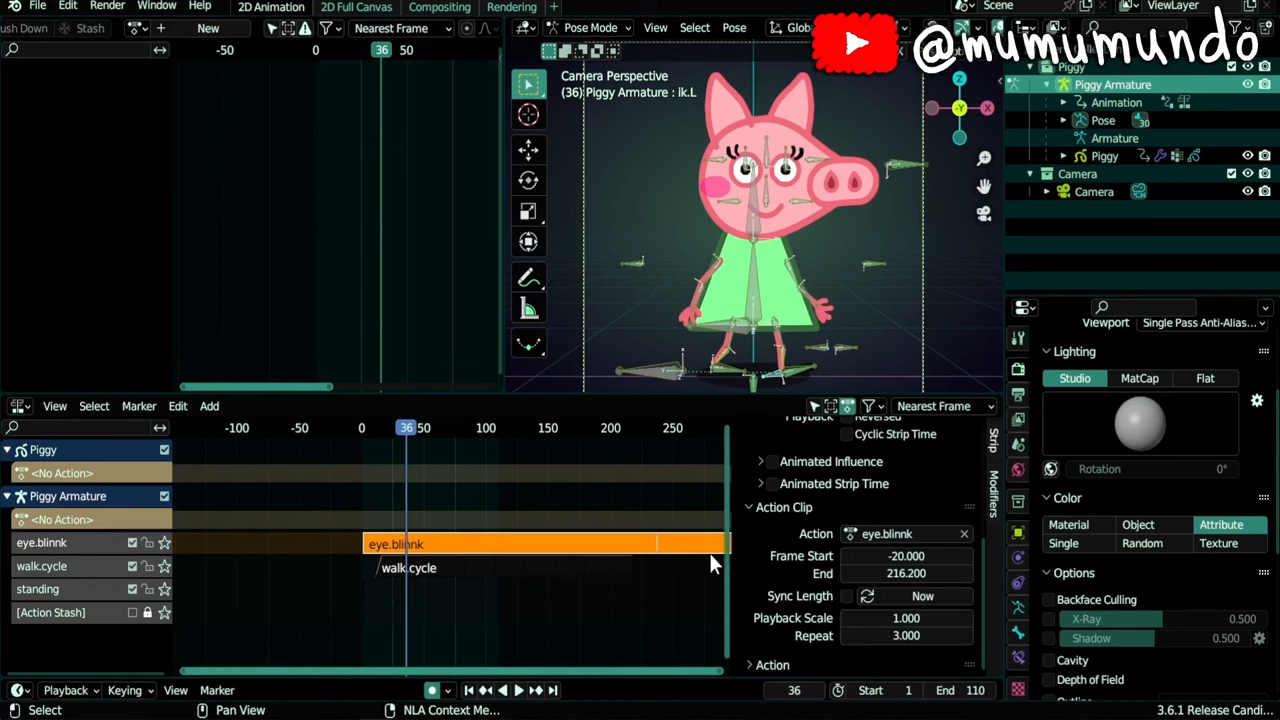 File Edit Render Window Help 2D Animation 2D Full Canvas Compositing Rendering + Scene ViewLayer
@mumumundo
Stash New Nearest Frame Pose Mode View Select Pose
-50 0 36 50
Camera Perspective
(36) Piggy Armature : ik.L
Z
-Y X
Piggy
Piggy Armature
Animation
Pose 30
Armature
Piggy
Camera
Camera
Viewport Single Pass Anti-Alias...
Lighting
Studio MatCap Flat
Rotation 0°
Color
Material Object Attribute
Single Random Texture
Options
Backface Culling
X-Ray 0.500
Shadow 0.500
Cavity
Depth of Field
View Select Marker Edit Add Nearest Frame
-100 -50 0 36 50 100 150 200 250
Piggy
<No Action>
Piggy Armature
<No Action>
eye.blinnk
walk.cycle
standing
[Action Stash]
eye.blinnk
walk.cycle
Cyclic Strip Time
Animated Influence
Animated Strip Time
Action Clip
Action eye.blinnk
Frame Start -20.000
End 216.200
Sync Length Now
Playback Scale 1.000
Repeat 3.000
Action
Strip
Modifiers
Playback Keying View Marker 36 Start 1 End 110
Select Pan View NLA Context Me... 3.6.1 Release Candi...